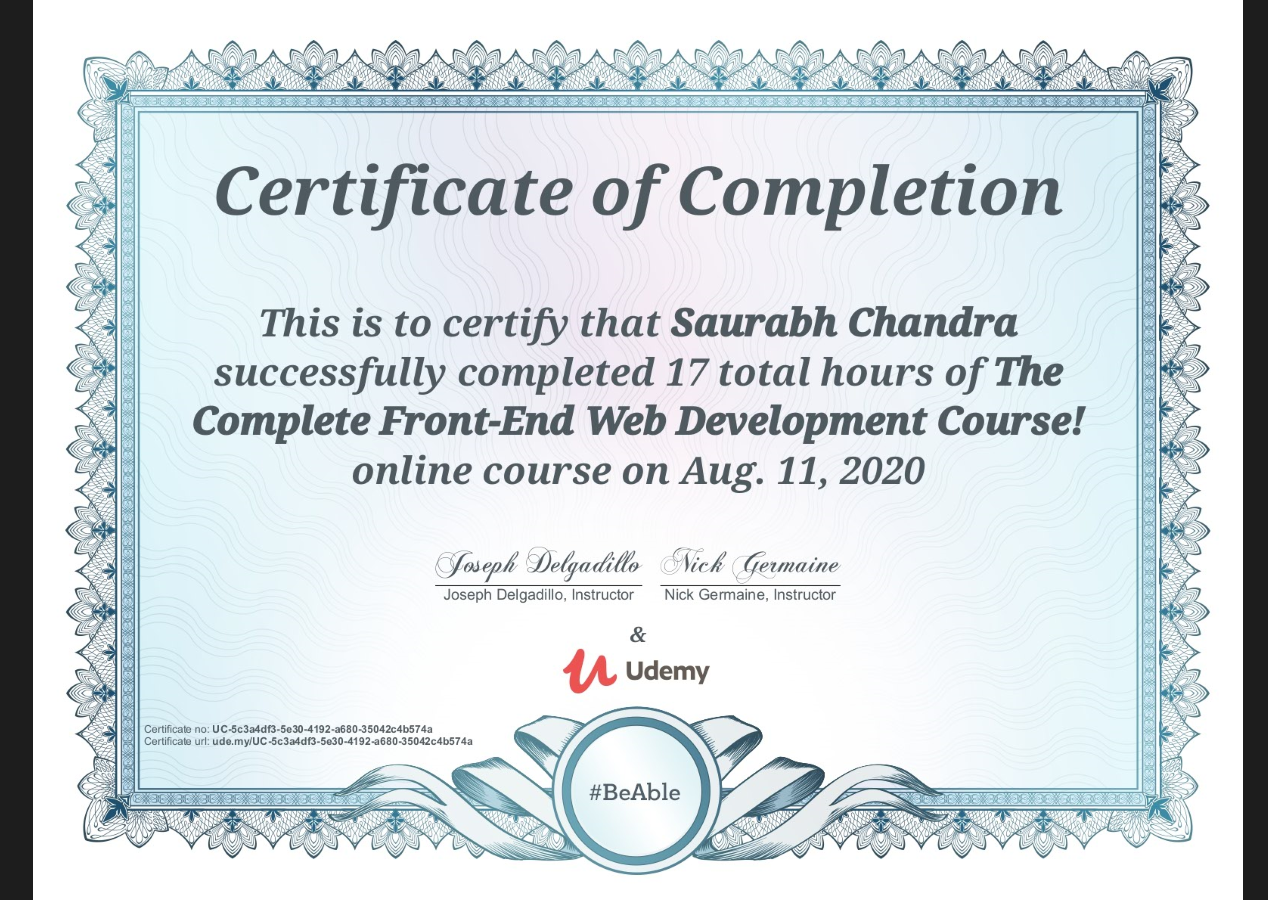 Certificate of Completion
This is to certify that Saurabh Chandra
successfully completed 17 total hours of The
Complete Front-End Web Development Course!
online course on Aug. 11, 2020
Joseph Delgadillo Nick Germaine
Joseph Delgadillo, Instructor Nick Germaine, Instructor
&
Udemy
Certificate no: UC-5c3a4df3-5e30-4192-a680-35042c4b574a
Certificate url: ude.my/UC-5c3a4df3-5e30-4192-a680-35042c4b574a
#BeAble